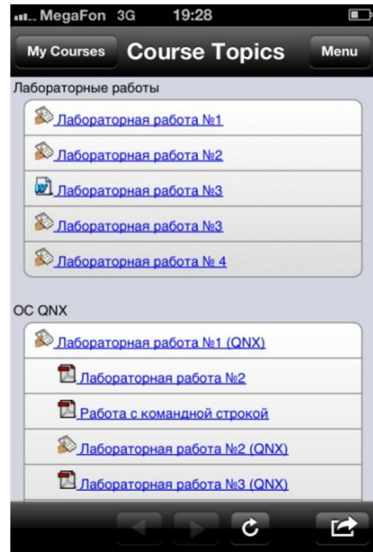 MegaFon 3G 19:28
My Courses Course Topics Menu
Лабораторные работы
Лабораторная работа №1
Лабораторная работа №2
Лабораторная работа №3
Лабораторная работа №3
Лабораторная работа № 4
ОС QNX
Лабораторная работа №1 (QNX)
Лабораторная работа №2
Работа с командной строкой
Лабораторная работа №2 (QNX)
Лабораторная работа №3 (QNX)